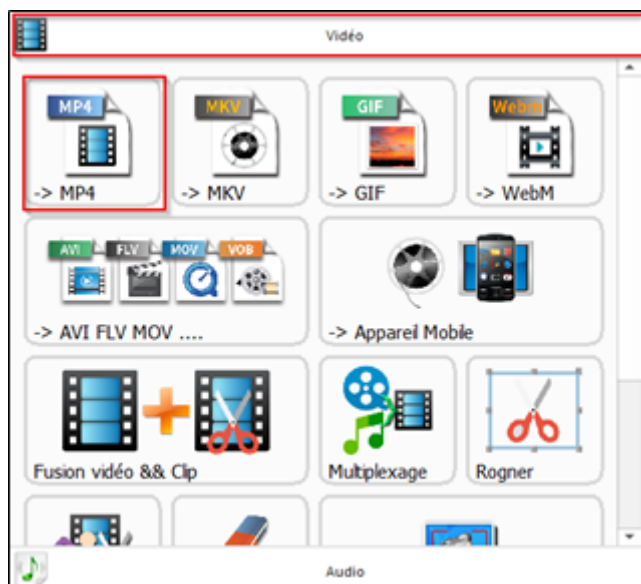 Vidéo
MP4 MKV GIF Webm
-> MP4 -> MKV -> GIF -> WebM
AVI FLV MOV VOB
-> AVI FLV MOV .... -> Appareil Mobile
Fusion vidéo && Clip Multiplexage Rogner
Audio